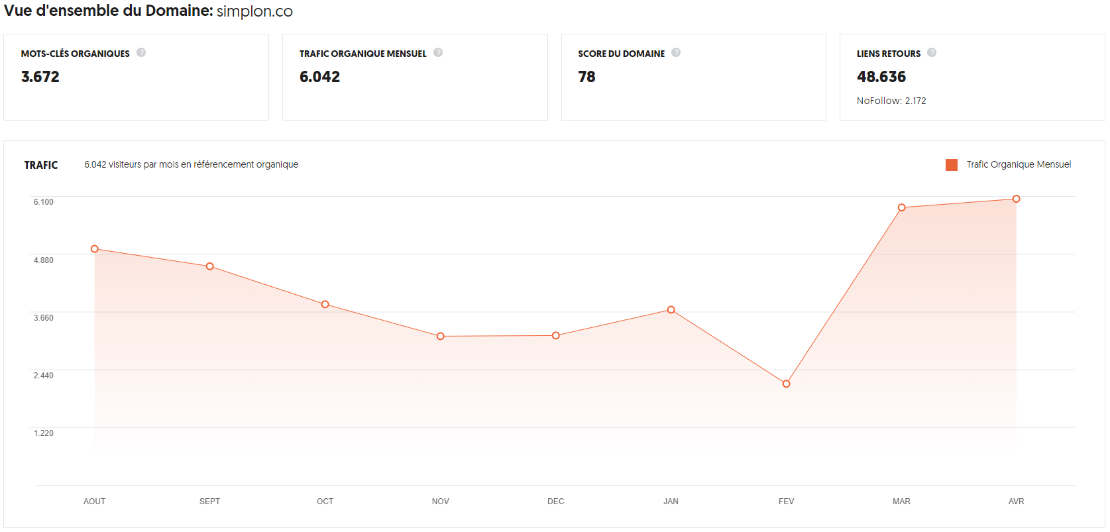 Vue d'ensemble du Domaine: simplon.co
MOTS-CLÉS ORGANIQUES ?
3.672
TRAFIC ORGANIQUE MENSUEL ?
6.042
SCORE DU DOMAINE ?
78
LIENS RETOURS ?
48.636
NoFollow: 2.172
TRAFIC 6.042 visiteurs par mois en référencement organique
Trafic Organique Mensuel
6.100
4.880
3.660
2.440
1.220
AOUT SEPT OCT NOV DEC JAN FEV MAR AVR